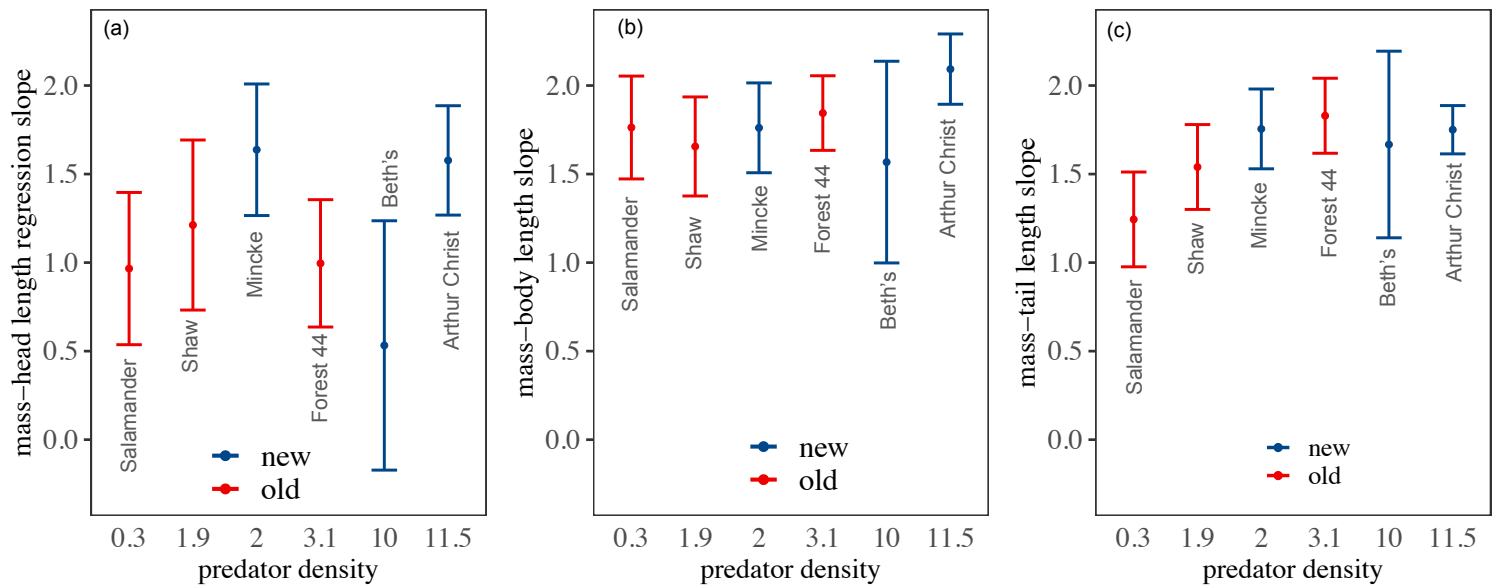 (a)
mass−head length regression slope
2.0
1.5
1.0
0.5
0.0
Salamander
Shaw
Mincke
Forest 44
Beth's
Arthur Christ
new
old
0.3 1.9 2 3.1 10 11.5
predator density
(b)
mass−body length slope
2.0
1.5
1.0
0.5
0.0
Salamander
Shaw
Mincke
Forest 44
Beth's
Arthur Christ
new
old
0.3 1.9 2 3.1 10 11.5
predator density
(c)
mass−tail length slope
2.0
1.5
1.0
0.5
0.0
Salamander
Shaw
Mincke
Forest 44
Beth's
Arthur Christ
new
old
0.3 1.9 2 3.1 10 11.5
predator density